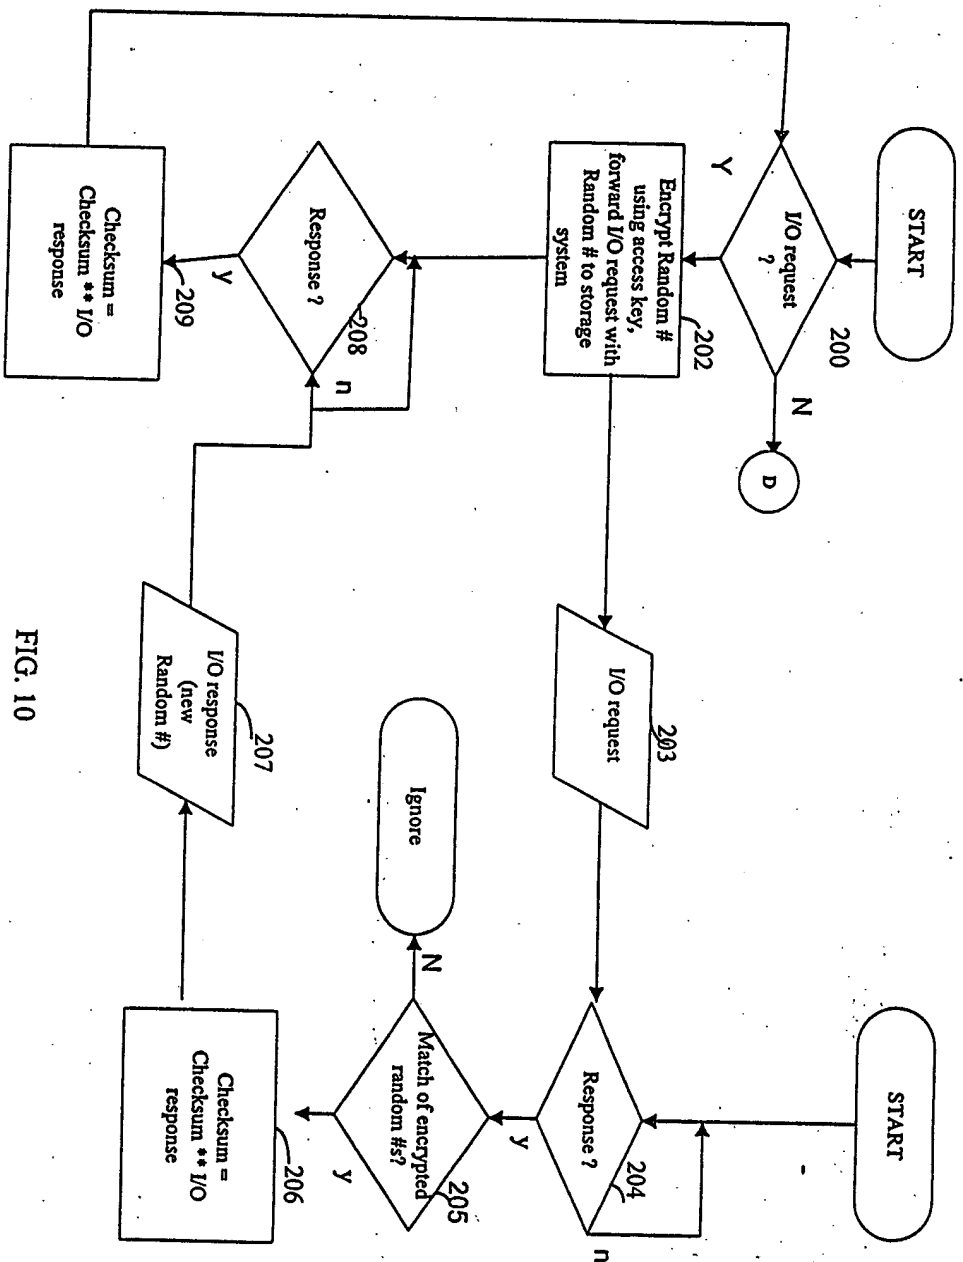 START
200
I/O request
?
Y
N
D
202
Encrypt Random #
using access key,
forward I/O request with
Random # to storage
system
203
I/O request
START
204
Response ?
n
y
205
Match of encrypted
random #s?
N
y
Ignore
206
Checksum =
Checksum ** I/O
response
207
I/O response
(new
Random #)
208
Response ?
n
y
209
Checksum =
Checksum ** I/O
response
FIG. 10